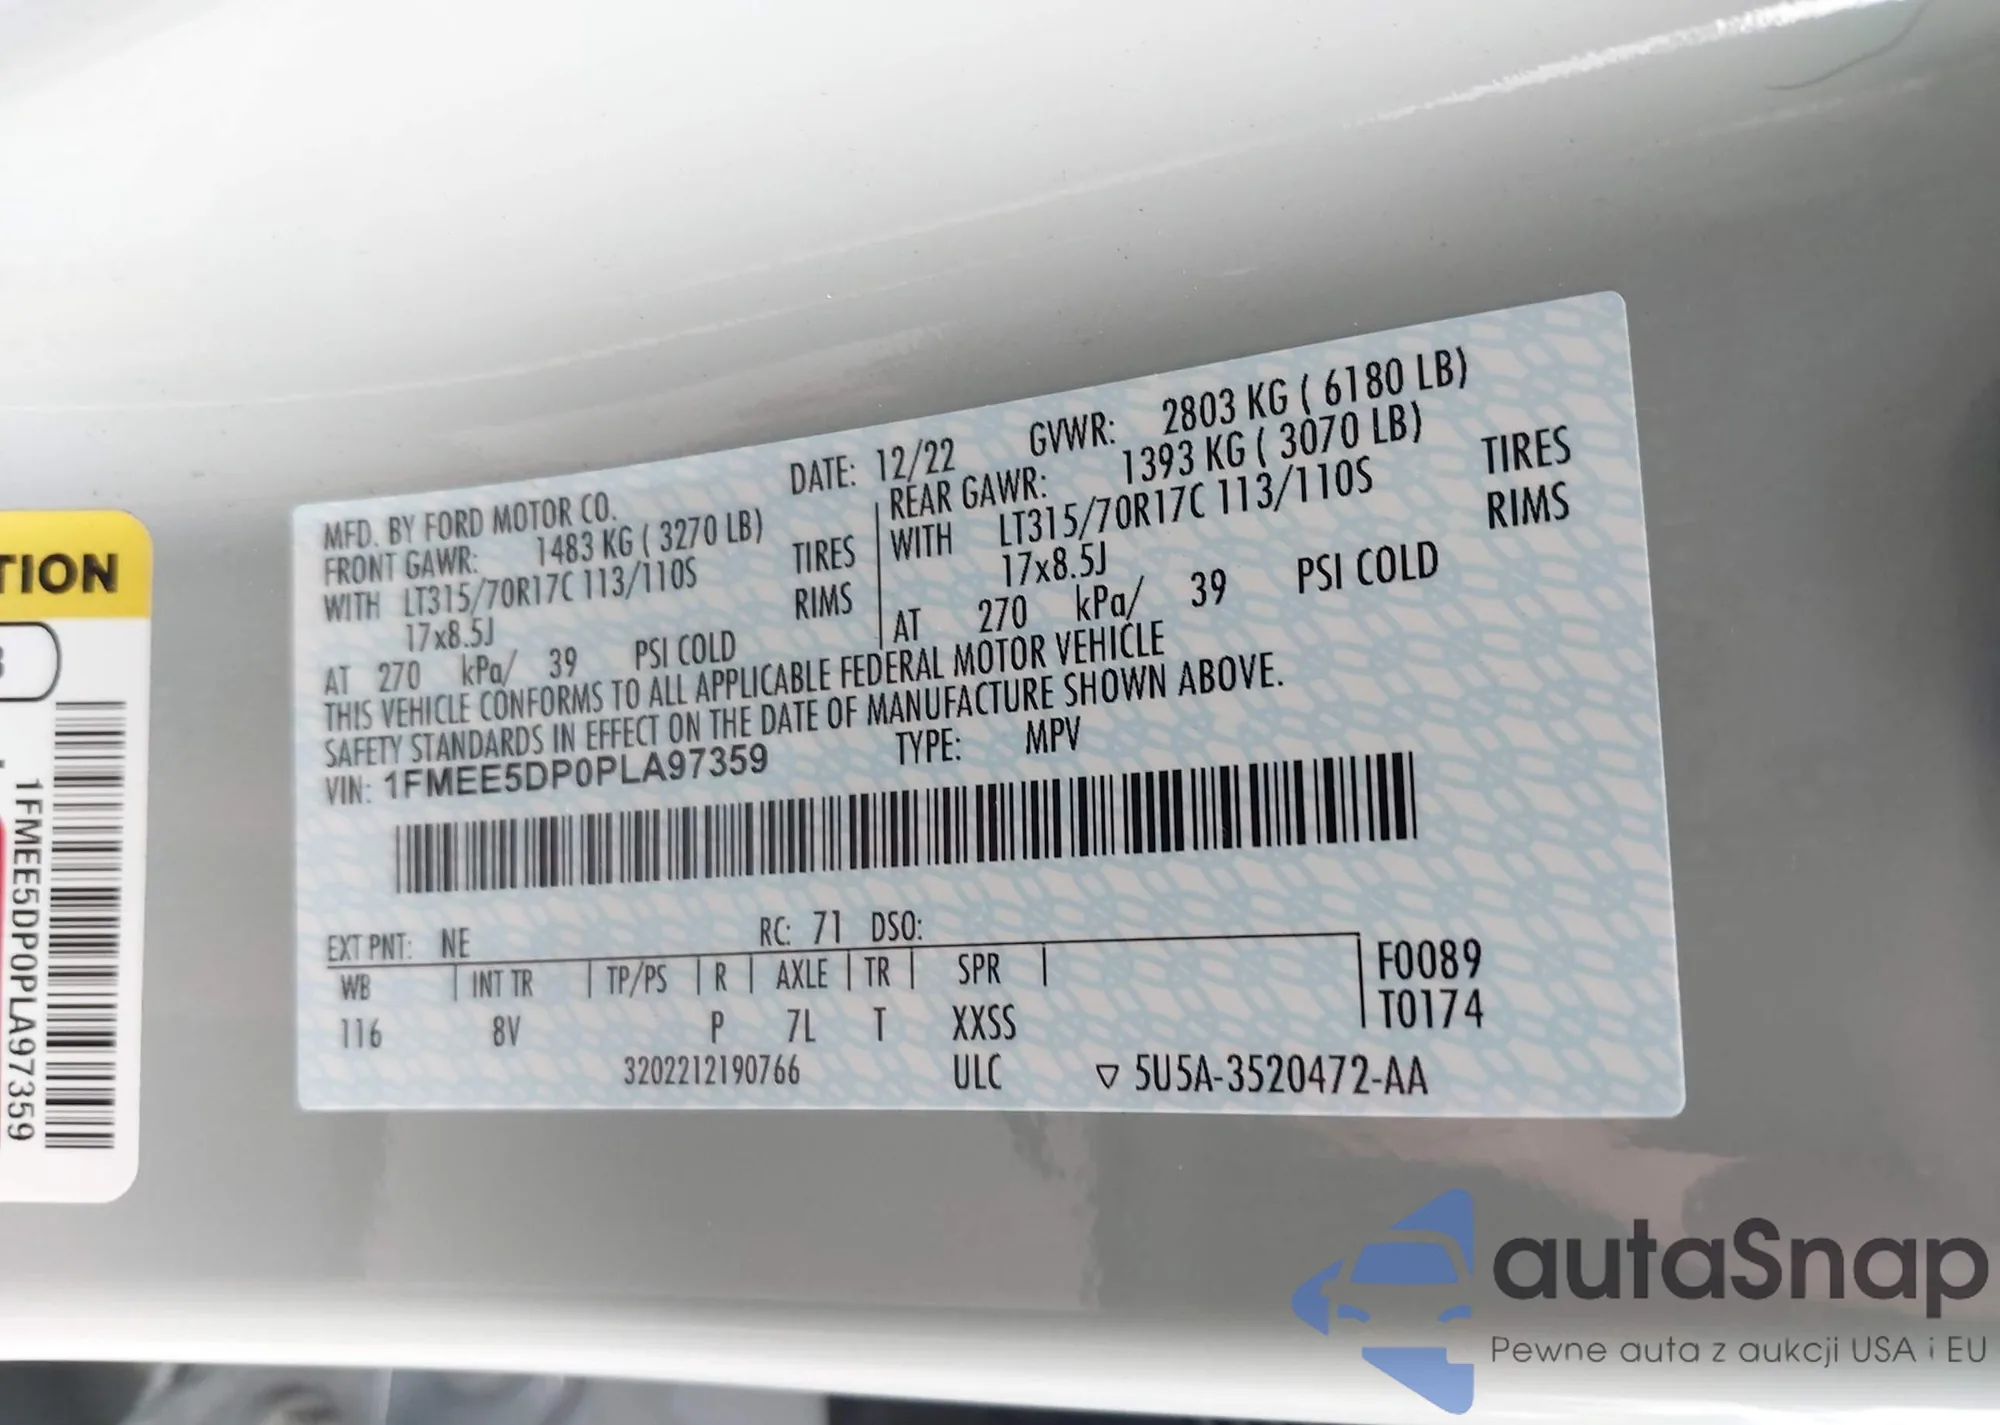 TION
1FMEE5DP0PLA97359
MFD. BY FORD MOTOR CO.
DATE: 12/22
GVWR: 2803 KG ( 6180 LB)
FRONT GAWR: 1483 KG ( 3270 LB)
WITH LT315/70R17C 113/110S TIRES
17x8.5J RIMS
AT 270 kPa/ 39 PSI COLD
REAR GAWR: 1393 KG ( 3070 LB)
WITH LT315/70R17C 113/110S TIRES
17x8.5J RIMS
AT 270 kPa/ 39 PSI COLD
THIS VEHICLE CONFORMS TO ALL APPLICABLE FEDERAL MOTOR VEHICLE
SAFETY STANDARDS IN EFFECT ON THE DATE OF MANUFACTURE SHOWN ABOVE.
VIN: 1FMEE5DP0PLA97359 TYPE: MPV
EXT PNT: NE RC: 71 DSO:
WB INT TR TP/PS R AXLE TR SPR
F0089
116 8V P 7L T XXSS
T0174
3202212190766 ULC ▽ 5U5A-3520472-AA
autaSnap
Pewne auta z aukcji USA i EU